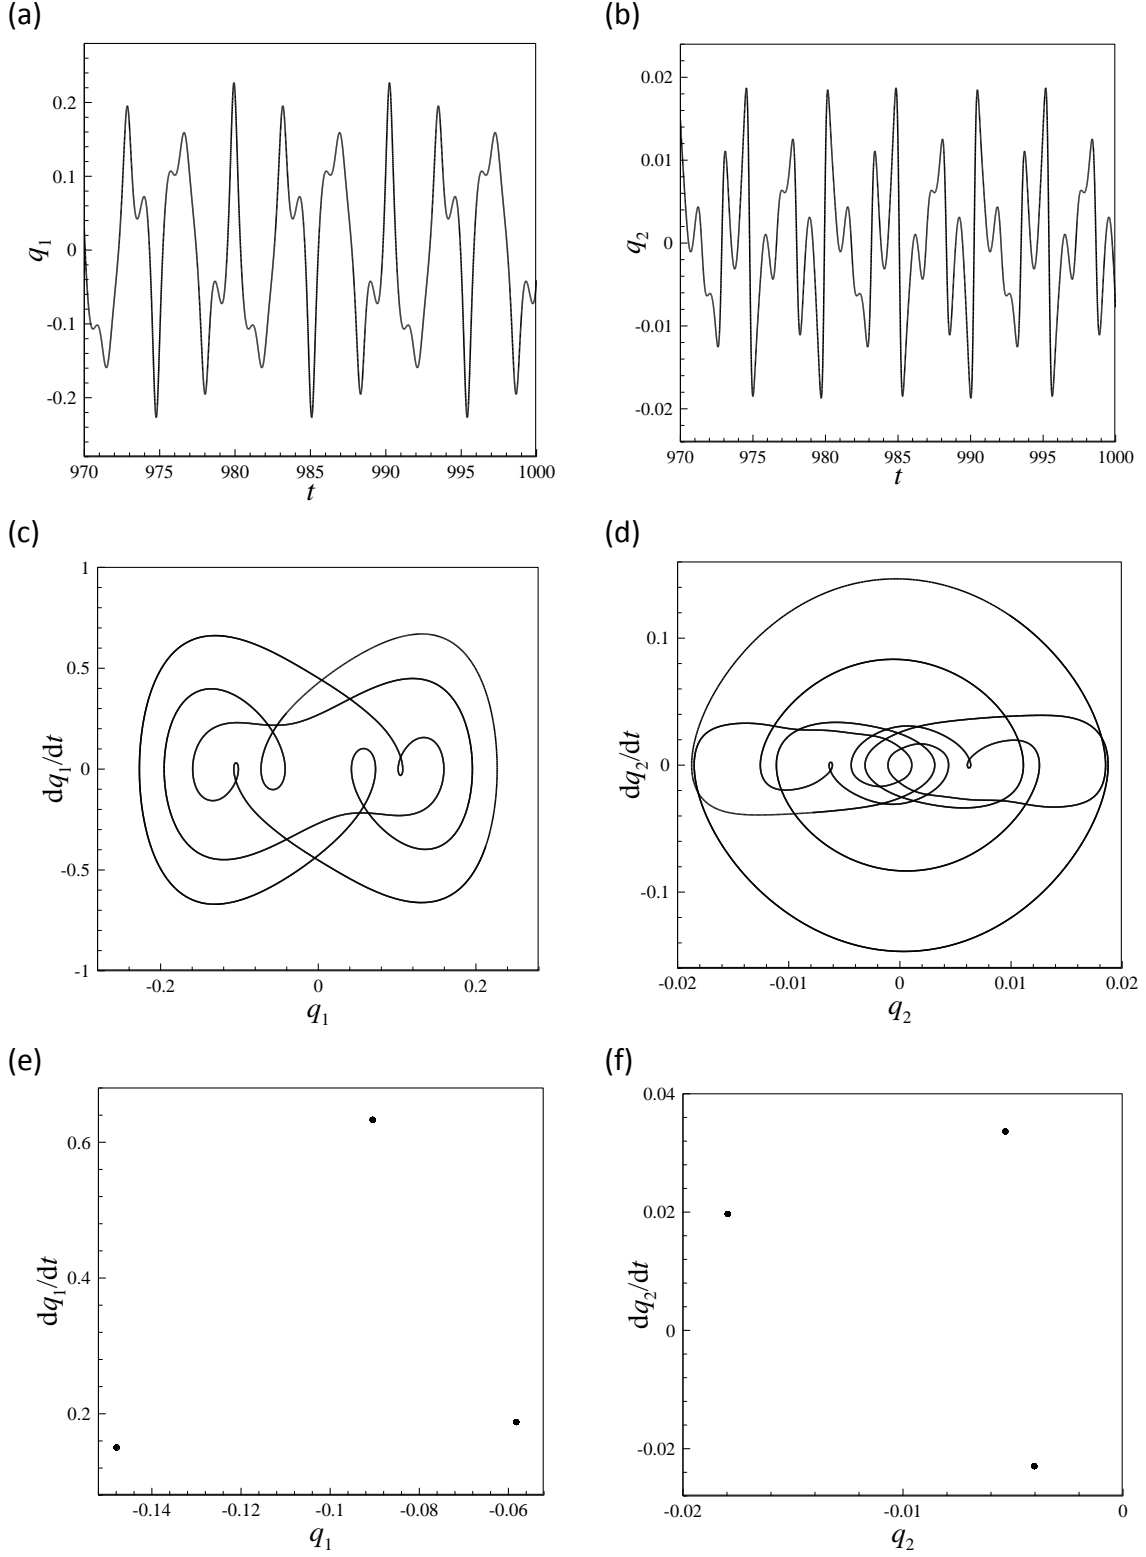 (a)
(b)
q1
0.2
0.1
0
-0.1
-0.2
970 975 980 985 990 995 1000
t
q2
0.02
0.01
0
-0.01
-0.02
970 975 980 985 990 995 1000
t
(c)
(d)
dq1/dt
1
0.5
0
-0.5
-1
-0.2 0 0.2
q1
dq2/dt
0.1
0
-0.1
-0.02 -0.01 0 0.01 0.02
q2
(e)
(f)
dq1/dt
0.6
0.4
0.2
-0.14 -0.12 -0.1 -0.08 -0.06
q1
dq2/dt
0.04
0.02
0
-0.02
-0.02 -0.01 0
q2